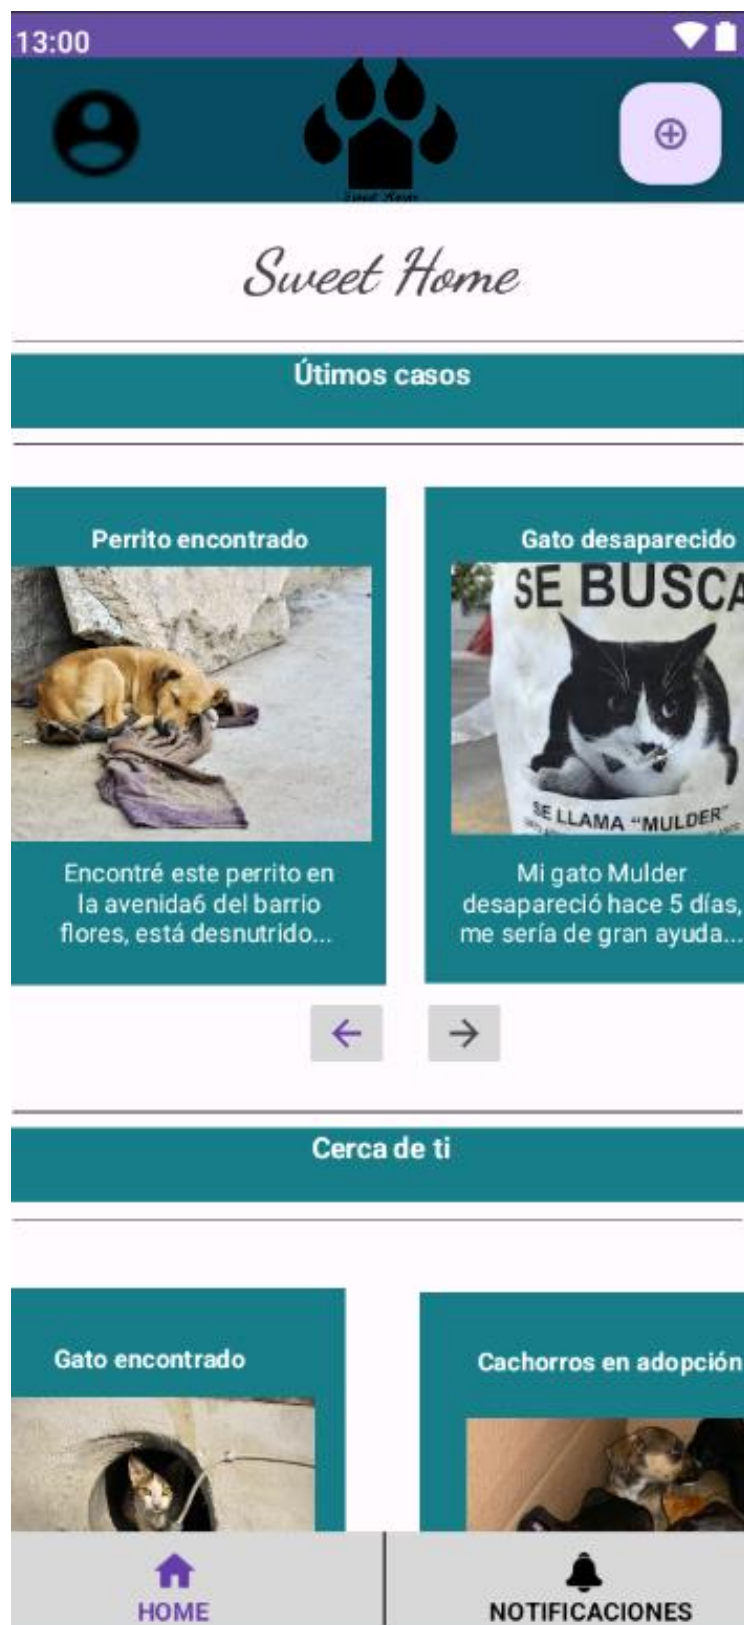 13:00
Sweet Home
Sweet Home
Útimos casos
Perrito encontrado
Encontré este perrito en
la avenida6 del barrio
flores, está desnutrido...
Gato desaparecido
SE BUSCA
SE LLAMA "MULDER"
Mi gato Mulder
desapareció hace 5 días,
me sería de gran ayuda...
Cerca de ti
Gato encontrado
Cachorros en adopción
HOME
NOTIFICACIONES